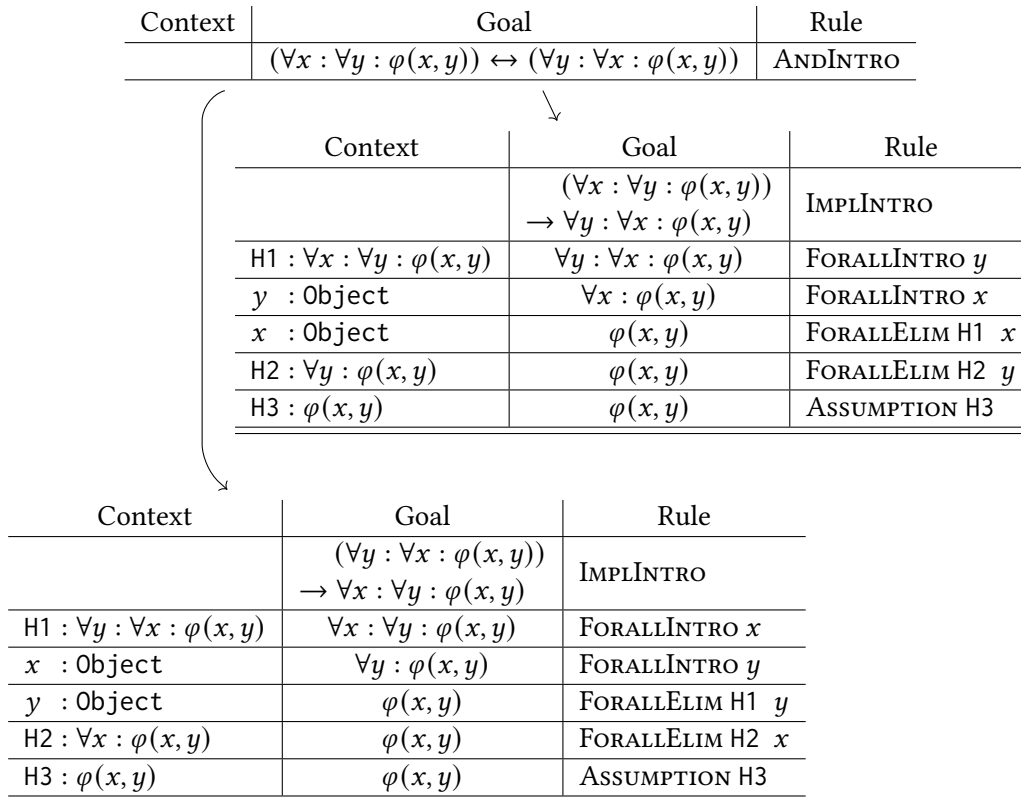 Context Goal Rule
(∀x : ∀y : φ(x, y)) ↔ (∀y : ∀x : φ(x, y)) ANDINTRO
Context Goal Rule
(∀x : ∀y : φ(x, y))
→ ∀y : ∀x : φ(x, y) IMPLINTRO
H1 : ∀x : ∀y : φ(x, y) ∀y : ∀x : φ(x, y) FORALLINTRO y
y : Object ∀x : φ(x, y) FORALLINTRO x
x : Object φ(x, y) FORALLELIM H1 x
H2 : ∀y : φ(x, y) φ(x, y) FORALLELIM H2 y
H3 : φ(x, y) φ(x, y) ASSUMPTION H3
Context Goal Rule
(∀y : ∀x : φ(x, y))
→ ∀x : ∀y : φ(x, y) IMPLINTRO
H1 : ∀y : ∀x : φ(x, y) ∀x : ∀y : φ(x, y) FORALLINTRO x
x : Object ∀y : φ(x, y) FORALLINTRO y
y : Object φ(x, y) FORALLELIM H1 y
H2 : ∀x : φ(x, y) φ(x, y) FORALLELIM H2 x
H3 : φ(x, y) φ(x, y) ASSUMPTION H3